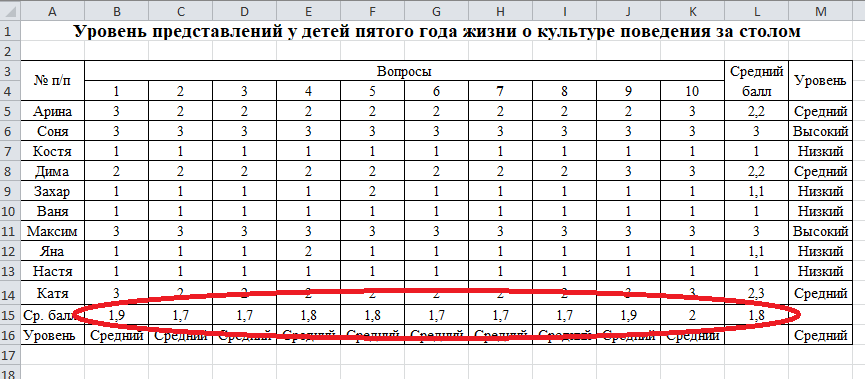 A B C D E F G H I J K L M
1 Уровень представлений у детей пятого года жизни о культуре поведения за столом
2
3 № п/п Вопросы Средний балл Уровень
4 1 2 3 4 5 6 7 8 9 10
5 Арина 3 2 2 2 2 2 2 2 2 3 2,2 Средний
6 Соня 3 3 3 3 3 3 3 3 3 3 3 Высокий
7 Костя 1 1 1 1 1 1 1 1 1 1 1 Низкий
8 Дима 2 2 2 2 2 2 2 2 3 3 2,2 Средний
9 Захар 1 1 1 1 2 1 1 1 1 1 1,1 Низкий
10 Ваня 1 1 1 1 1 1 1 1 1 1 1 Низкий
11 Максим 3 3 3 3 3 3 3 3 3 3 3 Высокий
12 Яна 1 1 1 2 1 1 1 1 1 1 1,1 Низкий
13 Настя 1 1 1 1 1 1 1 1 1 1 1 Низкий
14 Катя 3 2 2 2 2 2 2 2 3 3 2,3 Средний
15 Ср. балл 1,9 1,7 1,7 1,8 1,8 1,7 1,7 1,7 1,9 2 1,8
16 Уровень Средний Средний Средний Средний Средний Средний Средний Средний Средний Средний Средний
17
18